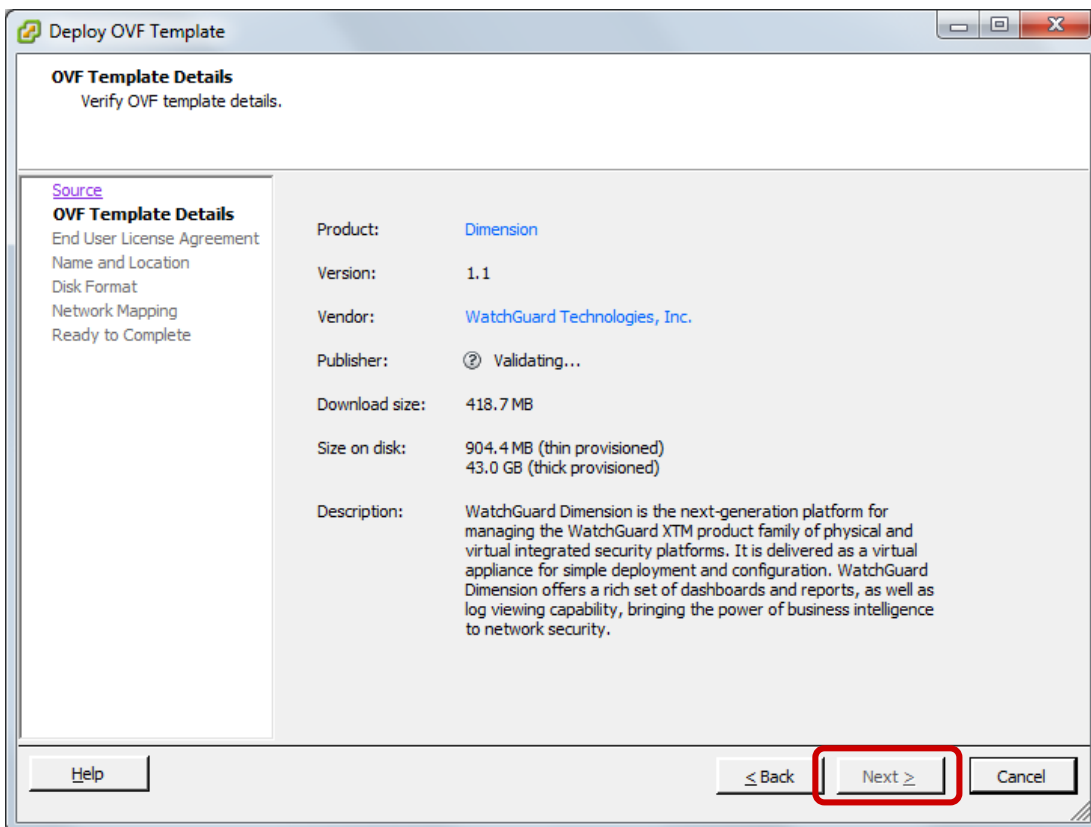 Deploy OVF Template
OVF Template Details
Verify OVF template details.
Source
OVF Template Details
End User License Agreement
Name and Location
Disk Format
Network Mapping
Ready to Complete
Product: Dimension
Version: 1.1
Vendor: WatchGuard Technologies, Inc.
Publisher: ? Validating...
Download size: 418.7 MB
Size on disk: 904.4 MB (thin provisioned)
43.0 GB (thick provisioned)
Description: WatchGuard Dimension is the next-generation platform for
managing the WatchGuard XTM product family of physical and
virtual integrated security platforms. It is delivered as a virtual
appliance for simple deployment and configuration. WatchGuard
Dimension offers a rich set of dashboards and reports, as well as
log viewing capability, bringing the power of business intelligence
to network security.
Help < Back Next > Cancel